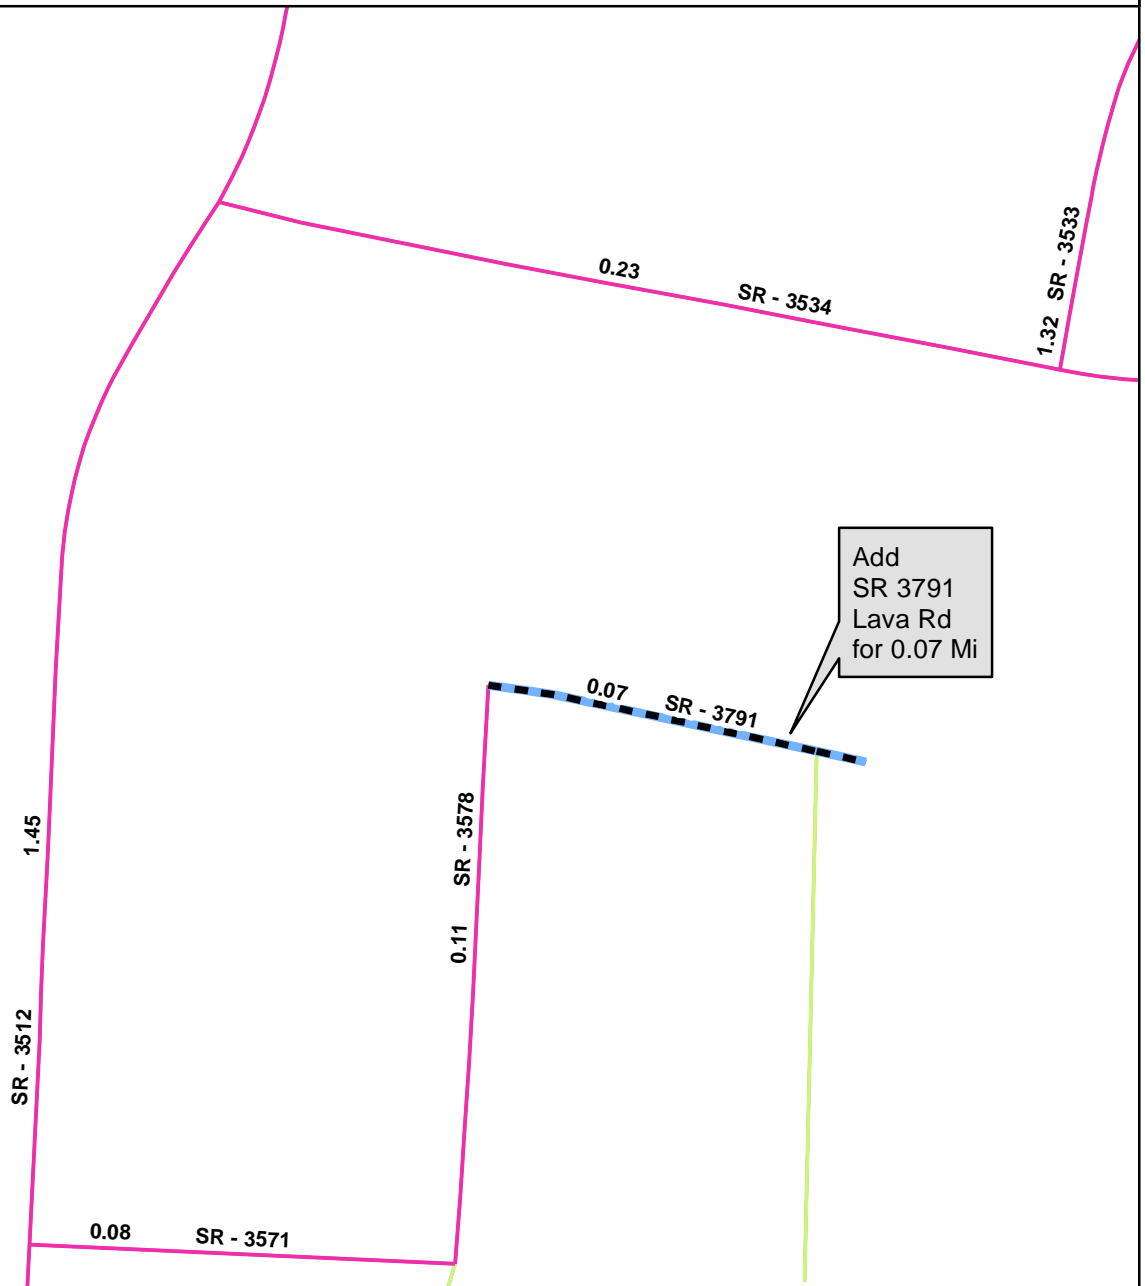 0.23
SR - 3534
1.32 SR - 3533
Add
SR 3791
Lava Rd
for 0.07 Mi
0.07
SR - 3791
SR - 3578
0.11
1.45
SR - 3512
0.08
SR - 3571